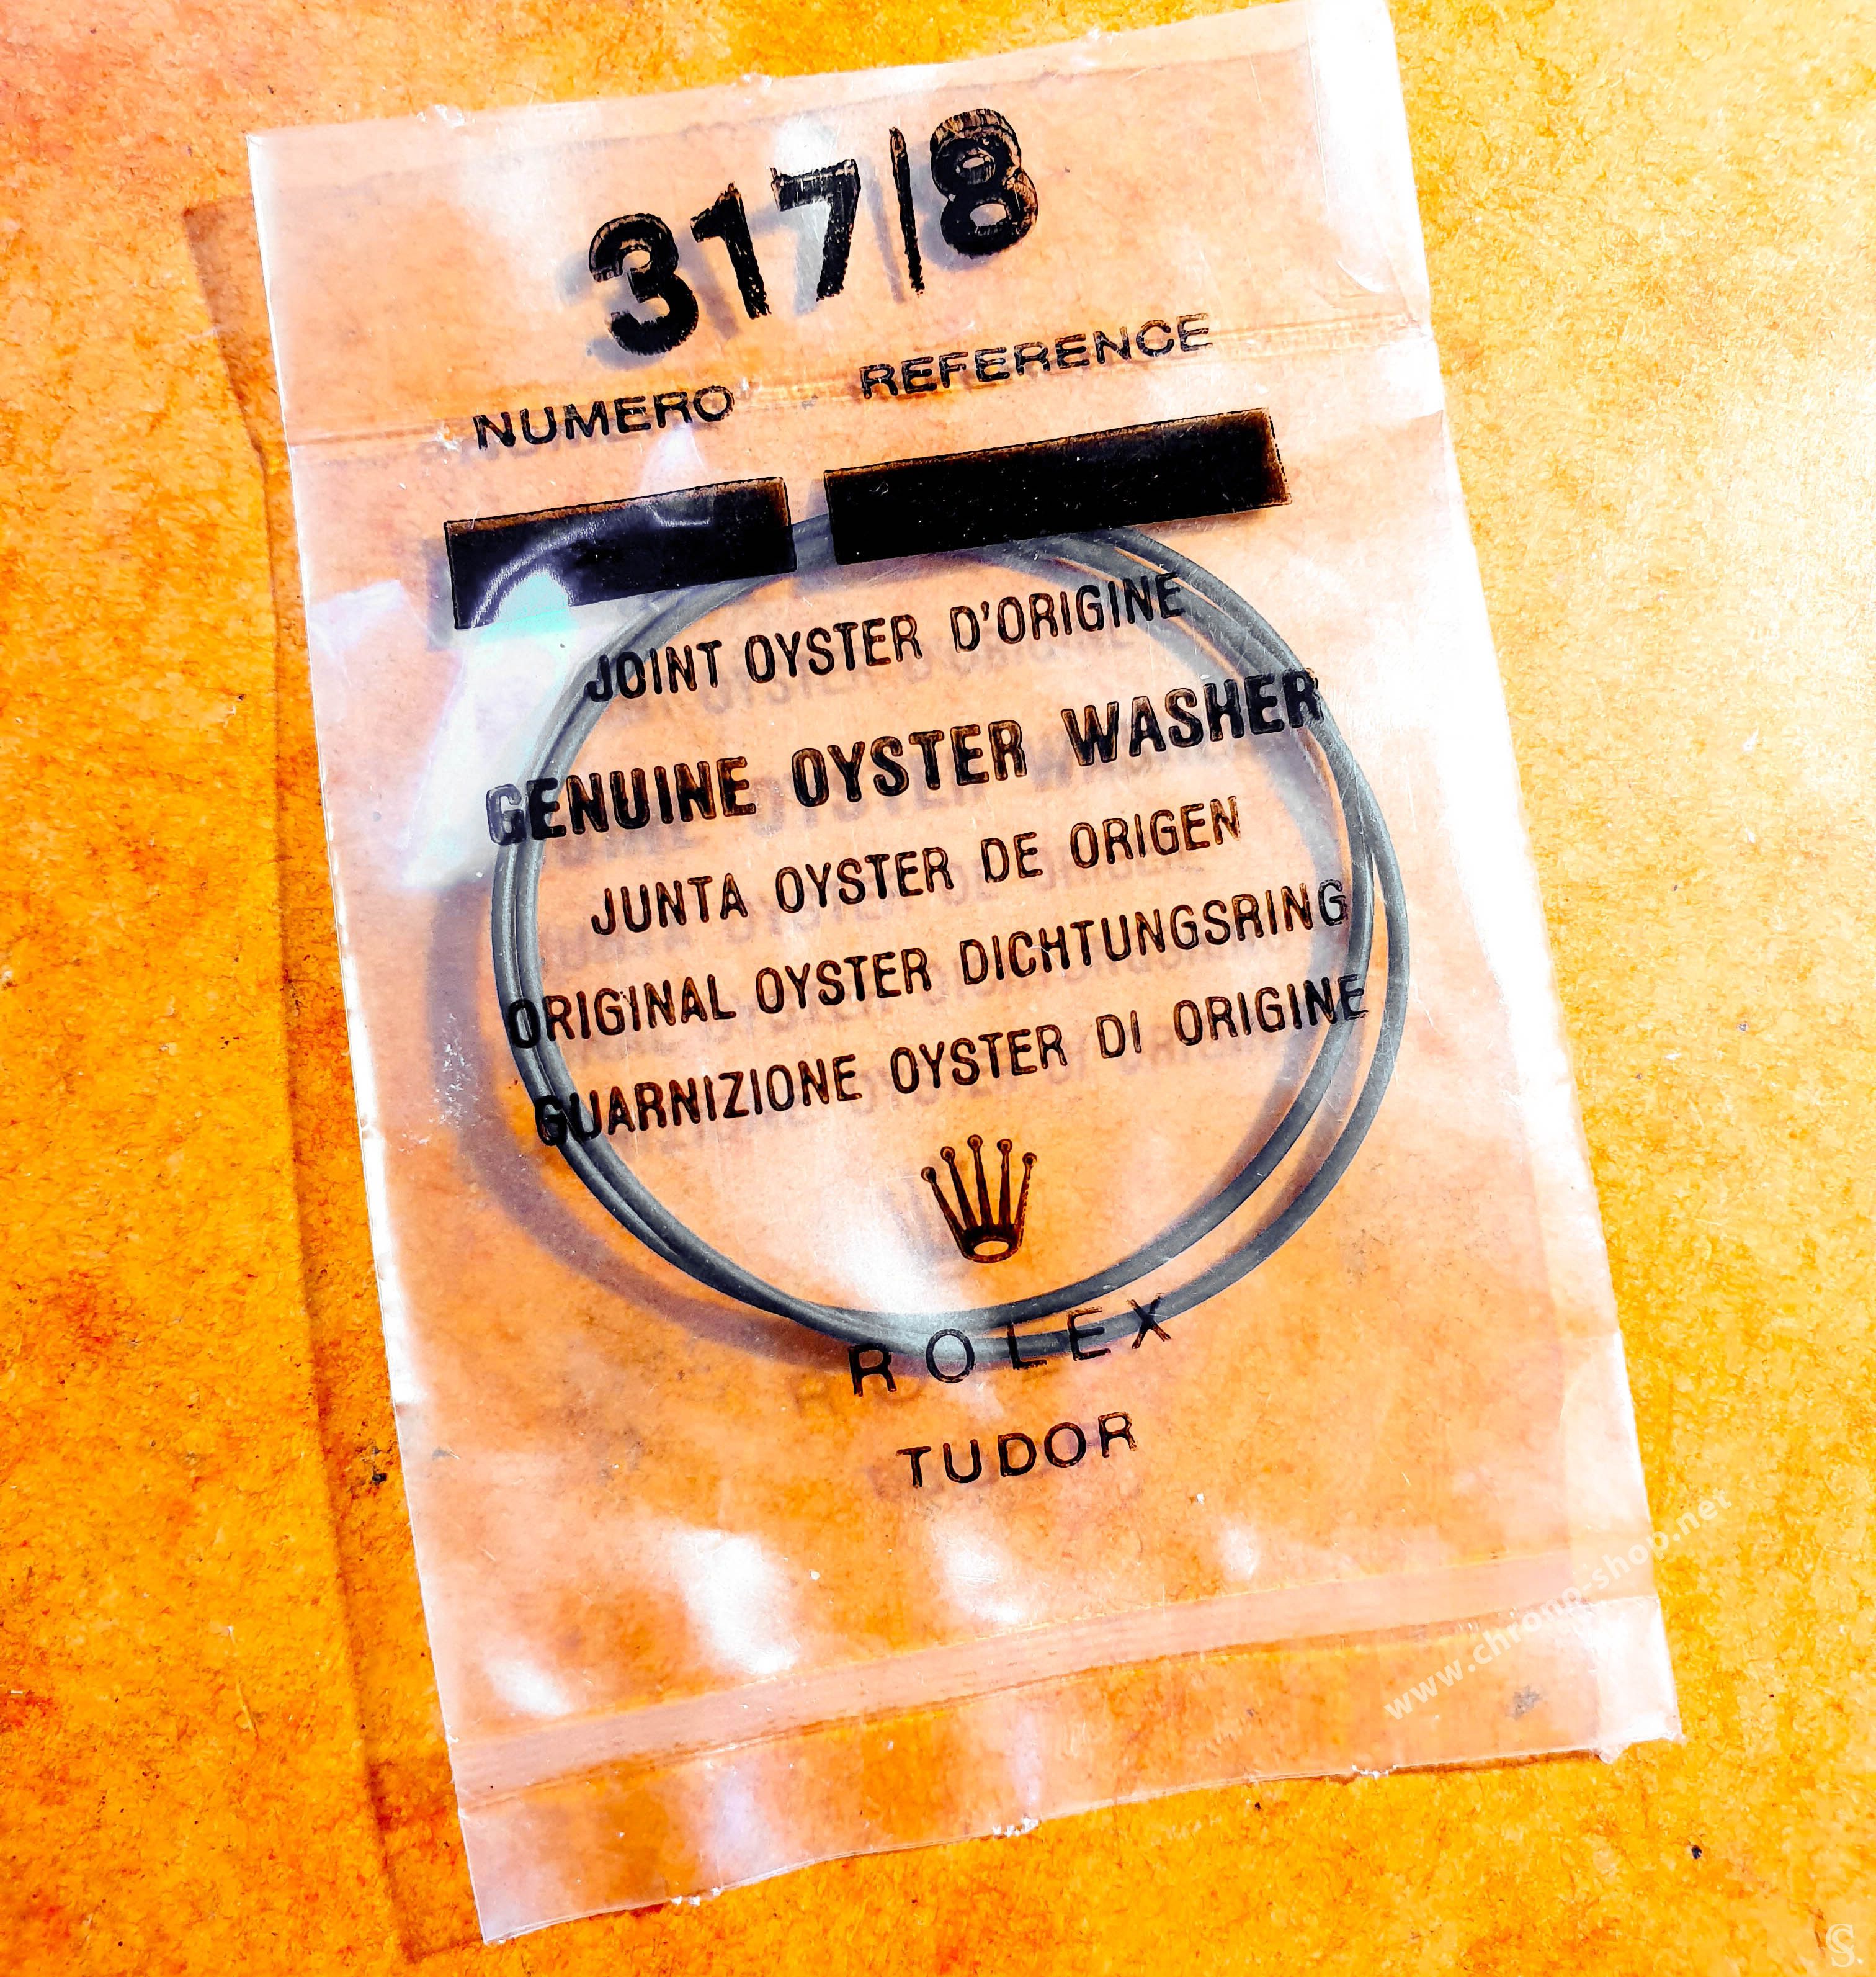 317/8
NUMERO REFERENCE
JOINT OYSTER D'ORIGINE
GENUINE OYSTER WASHER
JUNTA OYSTER DE ORIGEN
ORIGINAL OYSTER DICHTUNGSRING
GUARNIZIONE OYSTER DI ORIGINE
ROLEX
TUDOR
www.chrono-shop.net